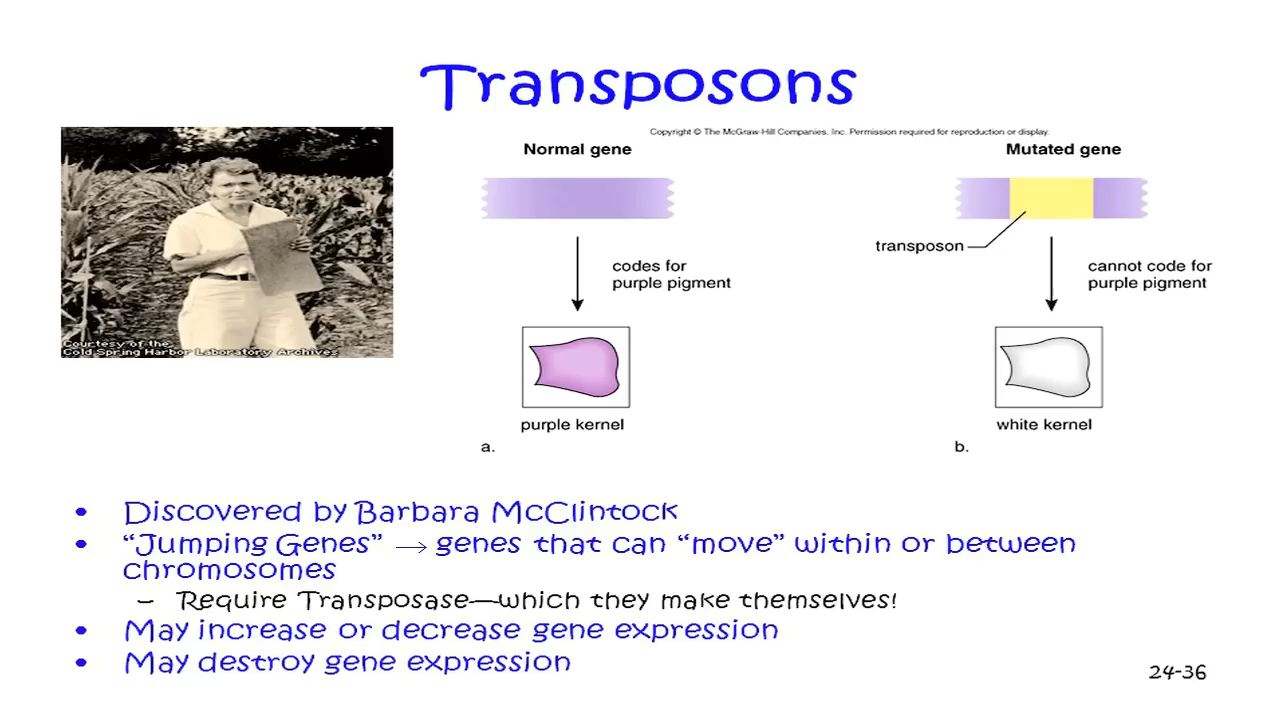 Transposons
Copyright © The McGraw-Hill Companies, Inc. Permission required for reproduction or display.
Normal gene
Mutated gene
transposon
codes for
purple pigment
cannot code for
purple pigment
Courtesy of the
Cold Spring Harbor Laboratory Archives
purple kernel
white kernel
a.
b.
• Discovered by Barbara McClintock
• “Jumping Genes” → genes that can “move” within or between
chromosomes
– Require Transposase—which they make themselves!
• May increase or decrease gene expression
• May destroy gene expression
24-36